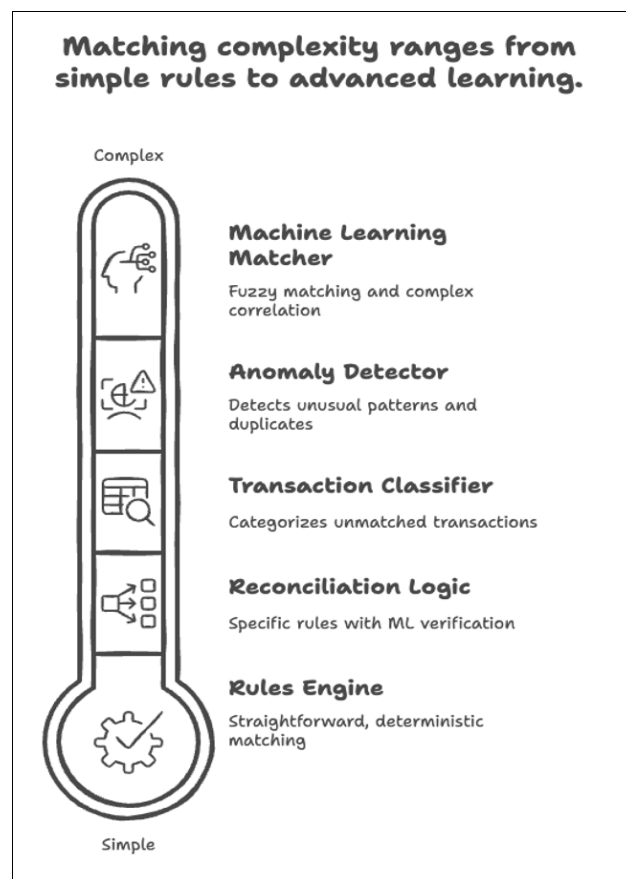 Matching complexity ranges from
simple rules to advanced learning.
Complex
Machine Learning
Matcher
Fuzzy matching and complex
correlation
Anomaly Detector
Detects unusual patterns and
duplicates
Transaction Classifier
Categorizes unmatched transactions
Reconciliation Logic
Specific rules with ML verification
Rules Engine
Straightforward, deterministic
matching
Simple